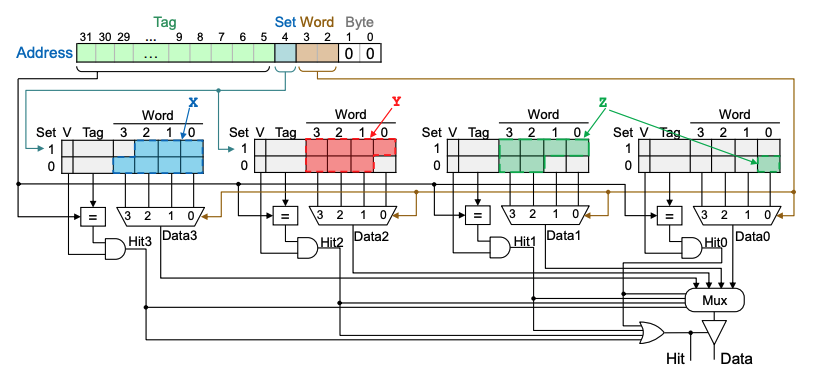 Tag Set Word Byte
31 30 29 ... 9 8 7 6 5 4 3 2 1 0
Address ... 0 0
X Y Z
Word Word Word Word
Set V Tag 3 2 1 0 Set V Tag 3 2 1 0 Set V Tag 3 2 1 0 Set V Tag 3 2 1 0
1 1 1 1
0 0 0 0
= 3 2 1 0 = 3 2 1 0 = 3 2 1 0 = 3 2 1 0
Hit3 Data3 Hit2 Data2 Hit1 Data1 Hit0 Data0
Mux
Hit Data